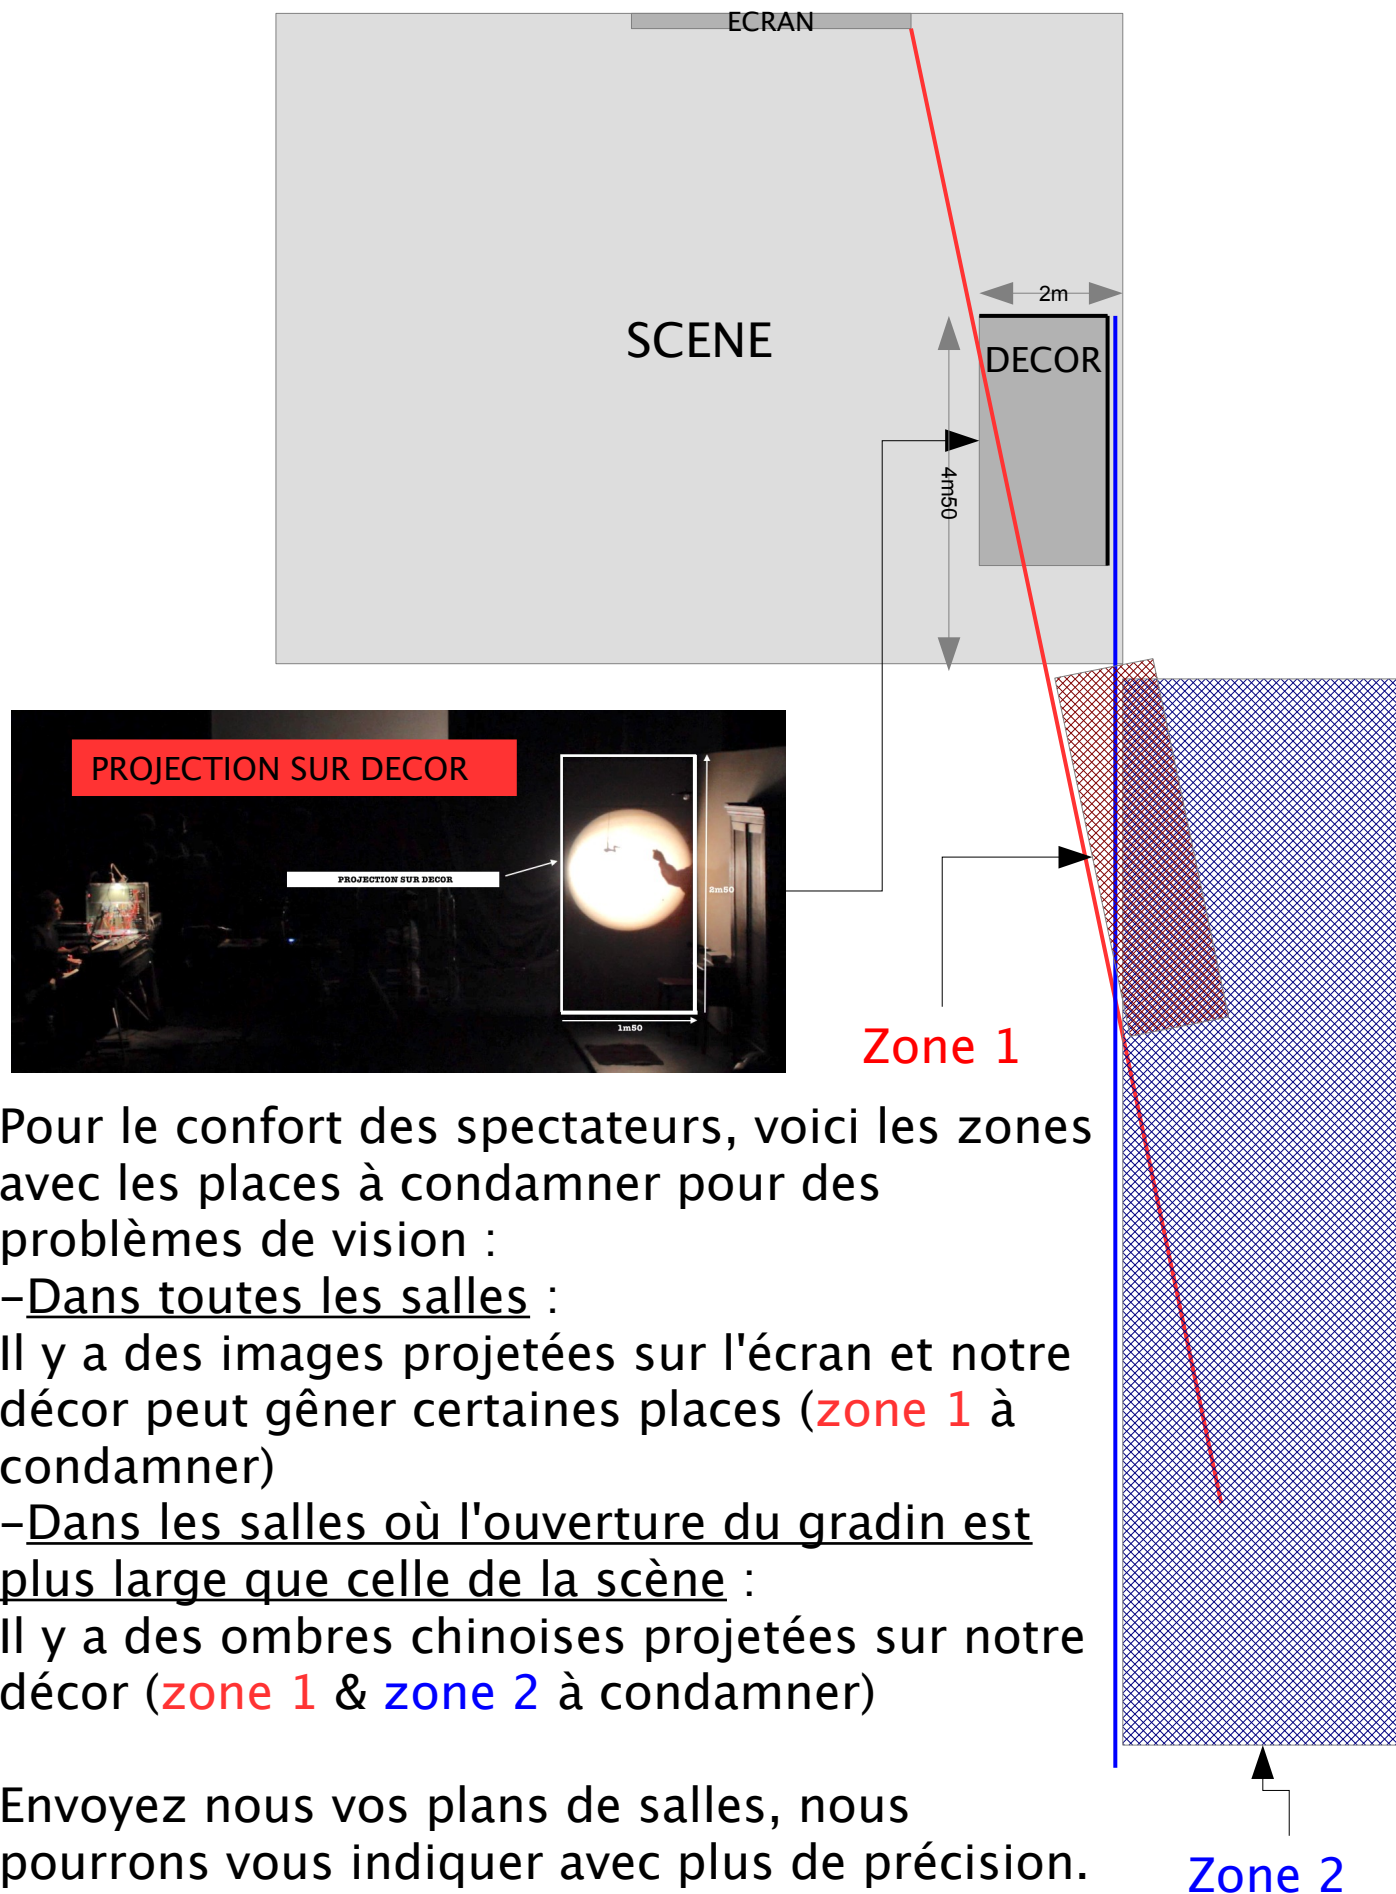 ECRAN
2m
SCENE
DECOR
4m50
PROJECTION SUR DECOR
PROJECTION SUR DECOR
2m50
1m50
Zone 1
Pour le confort des spectateurs, voici les zones
avec les places à condamner pour des
problèmes de vision :
-Dans toutes les salles :
Il y a des images projetées sur l'écran et notre
décor peut gêner certaines places (zone 1 à
condamner)
-Dans les salles où l'ouverture du gradin est
plus large que celle de la scène :
Il y a des ombres chinoises projetées sur notre
décor (zone 1 & zone 2 à condamner)
Envoyez nous vos plans de salles, nous
pourrons vous indiquer avec plus de précision.
Zone 2